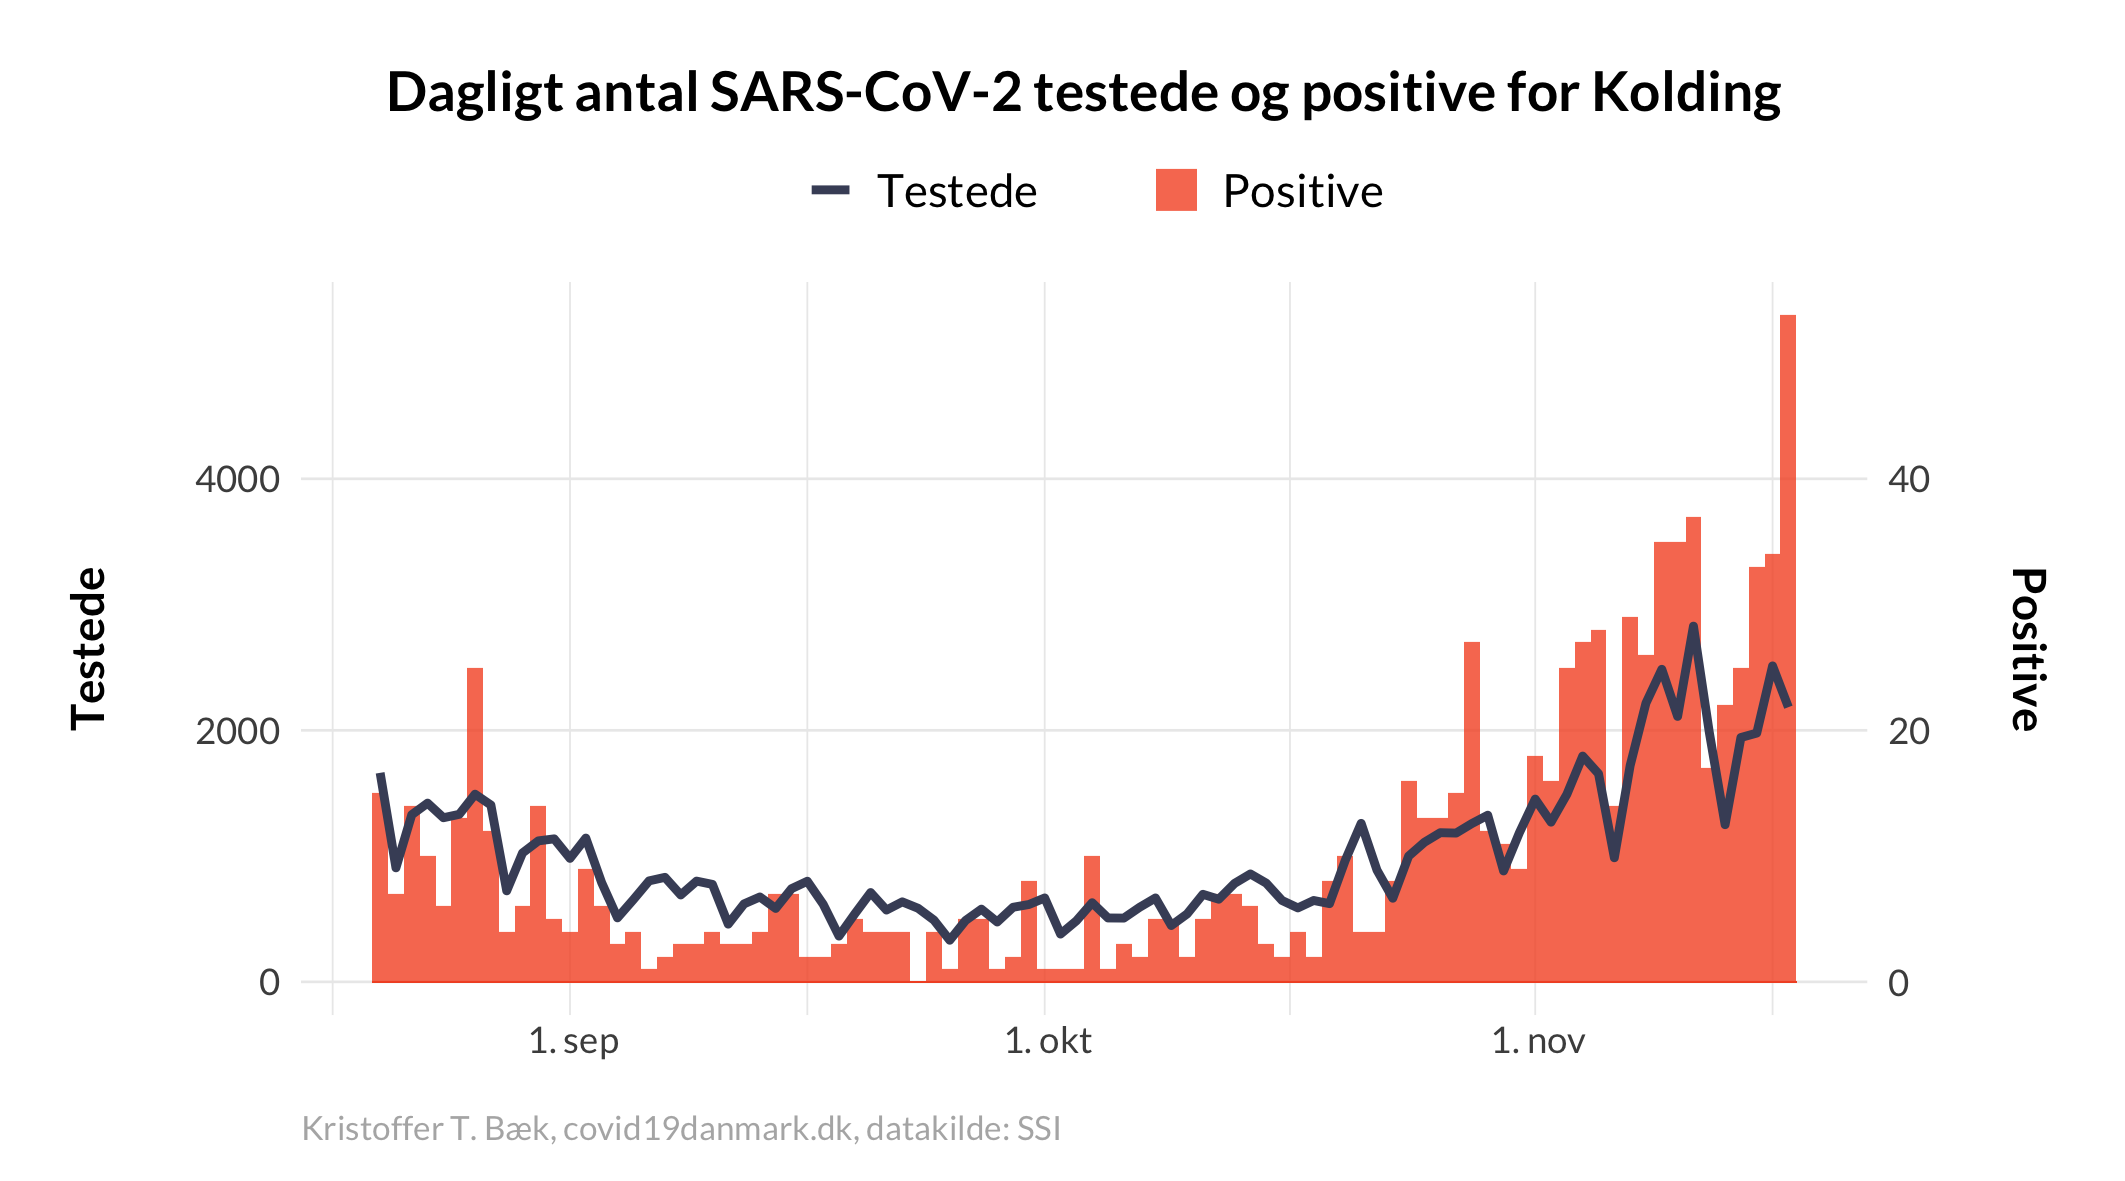 Dagligt antal SARS-CoV-2 testede og positive for Kolding
Testede
Positive
4000
2000
0
40
20
0
Testede
Positive
1. sep
1. okt
1. nov
Kristoffer T. Bæk, covid19danmark.dk, datakilde: SSI